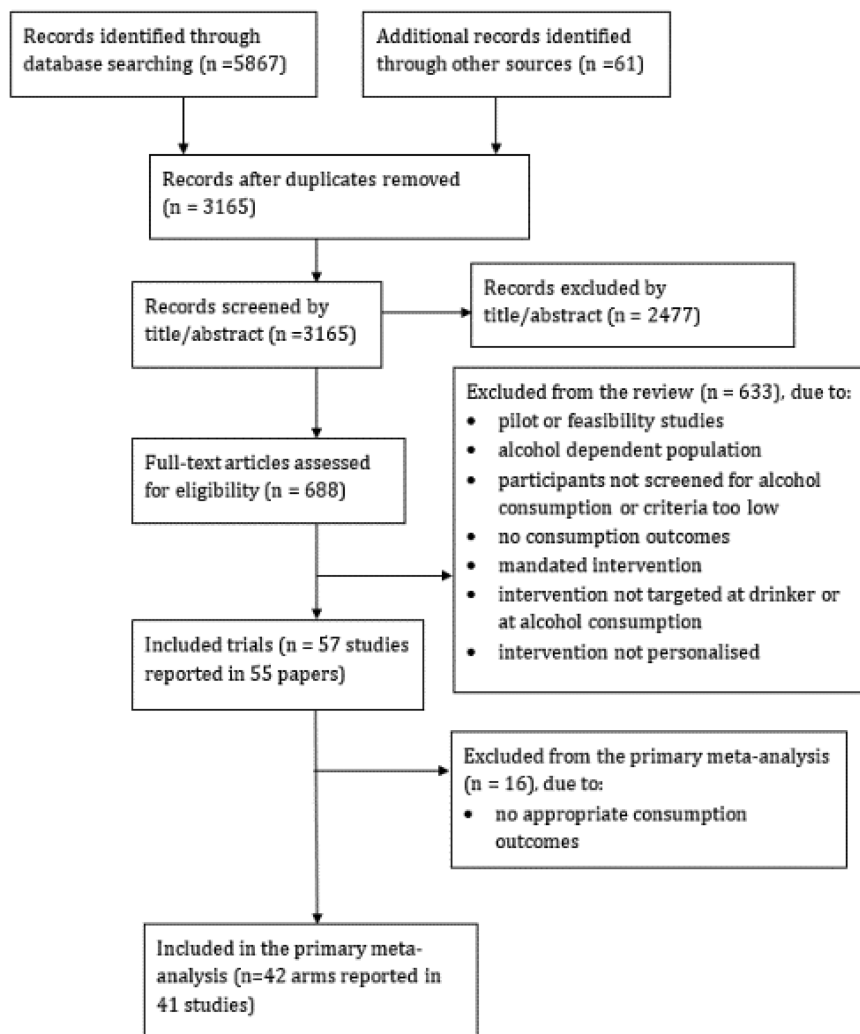 Records identified through
database searching (n =5867)
Additional records identified
through other sources (n =61)
Records after duplicates removed
(n = 3165)
Records screened by
title/abstract (n =3165)
Records excluded by
title/abstract (n = 2477)
Full-text articles assessed
for eligibility (n = 688)
Excluded from the review (n = 633), due to:
• pilot or feasibility studies
• alcohol dependent population
• participants not screened for alcohol
consumption or criteria too low
• no consumption outcomes
• mandated intervention
• intervention not targeted at drinker or
at alcohol consumption
• intervention not personalised
Included trials (n = 57 studies
reported in 55 papers)
Excluded from the primary meta-analysis
(n = 16), due to:
• no appropriate consumption
outcomes
Included in the primary meta-
analysis (n=42 arms reported in
41 studies)